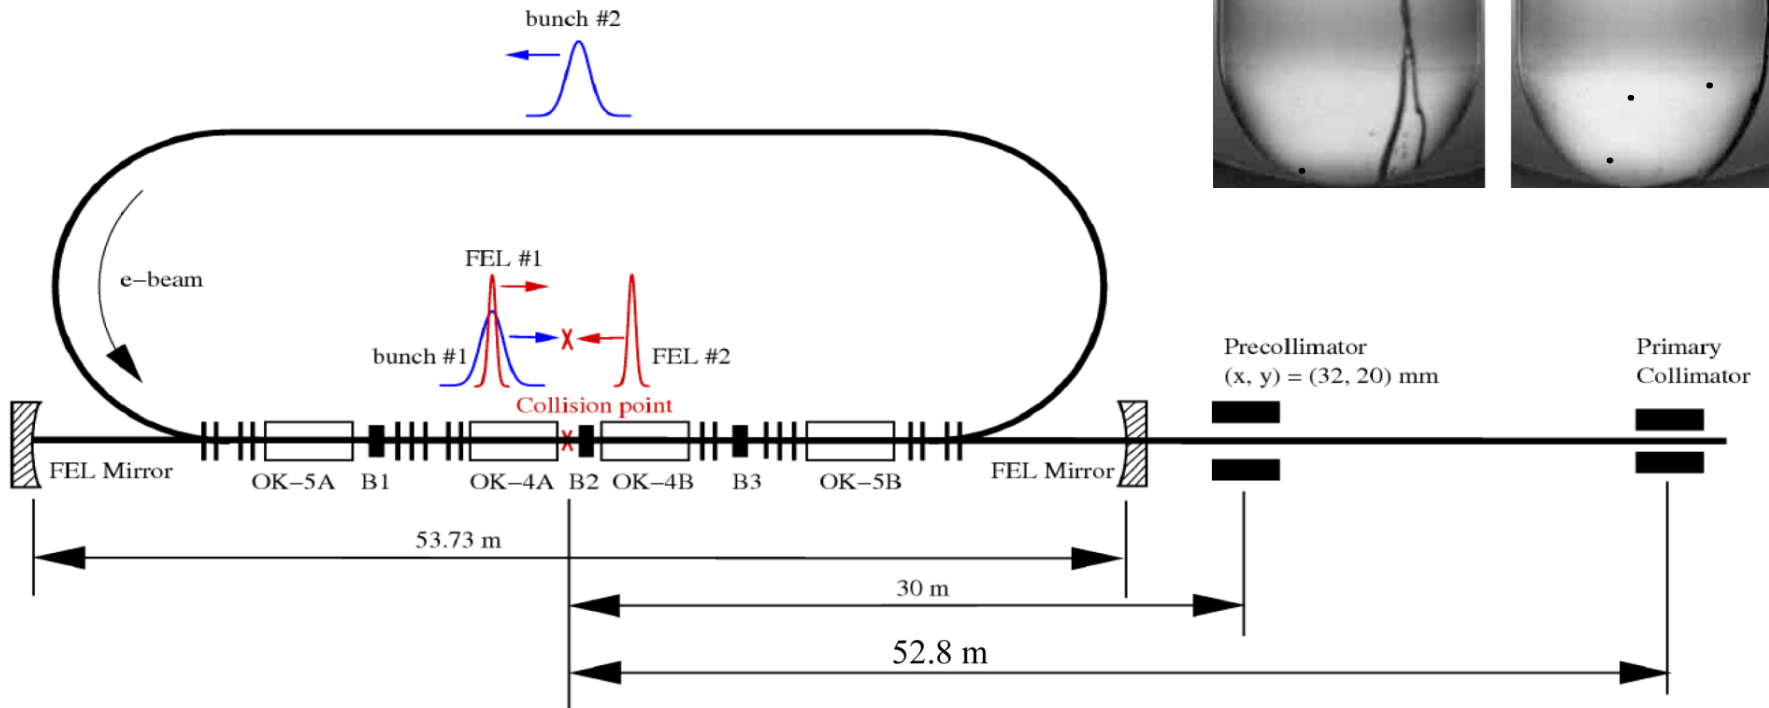 bunch #2
e−beam
FEL #1
bunch #1
FEL #2
Collision point
Precollimator
(x, y) = (32, 20) mm
Primary
Collimator
FEL Mirror
OK−5A
B1
OK−4A
B2
OK−4B
B3
OK−5B
FEL Mirror
53.73 m
30 m
52.8 m